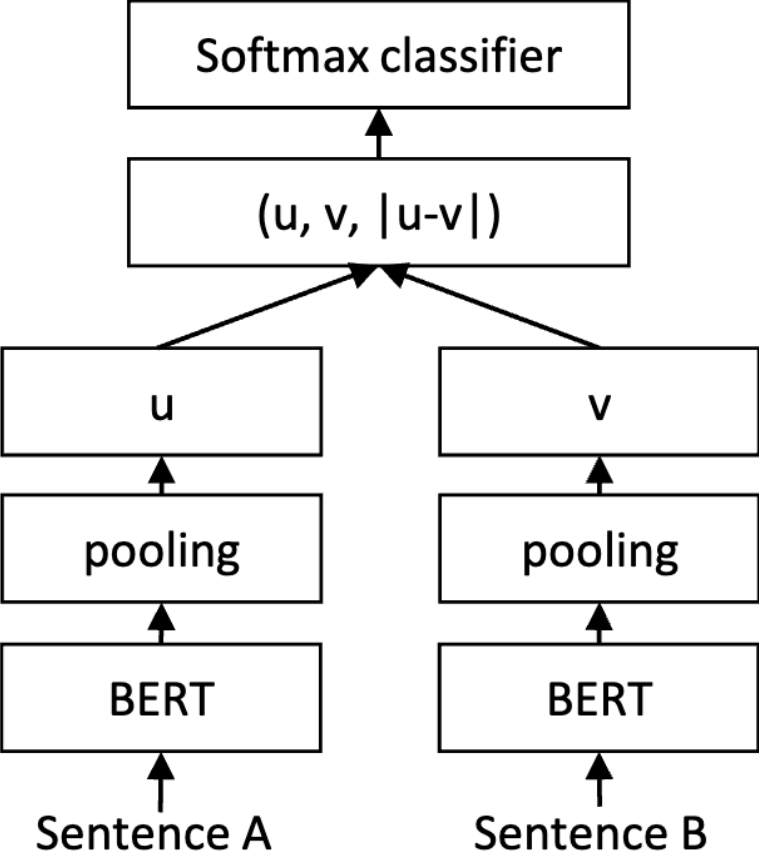 Softmax classifier
(u, v, |u-v|)
u
v
pooling
pooling
BERT
BERT
Sentence A
Sentence B